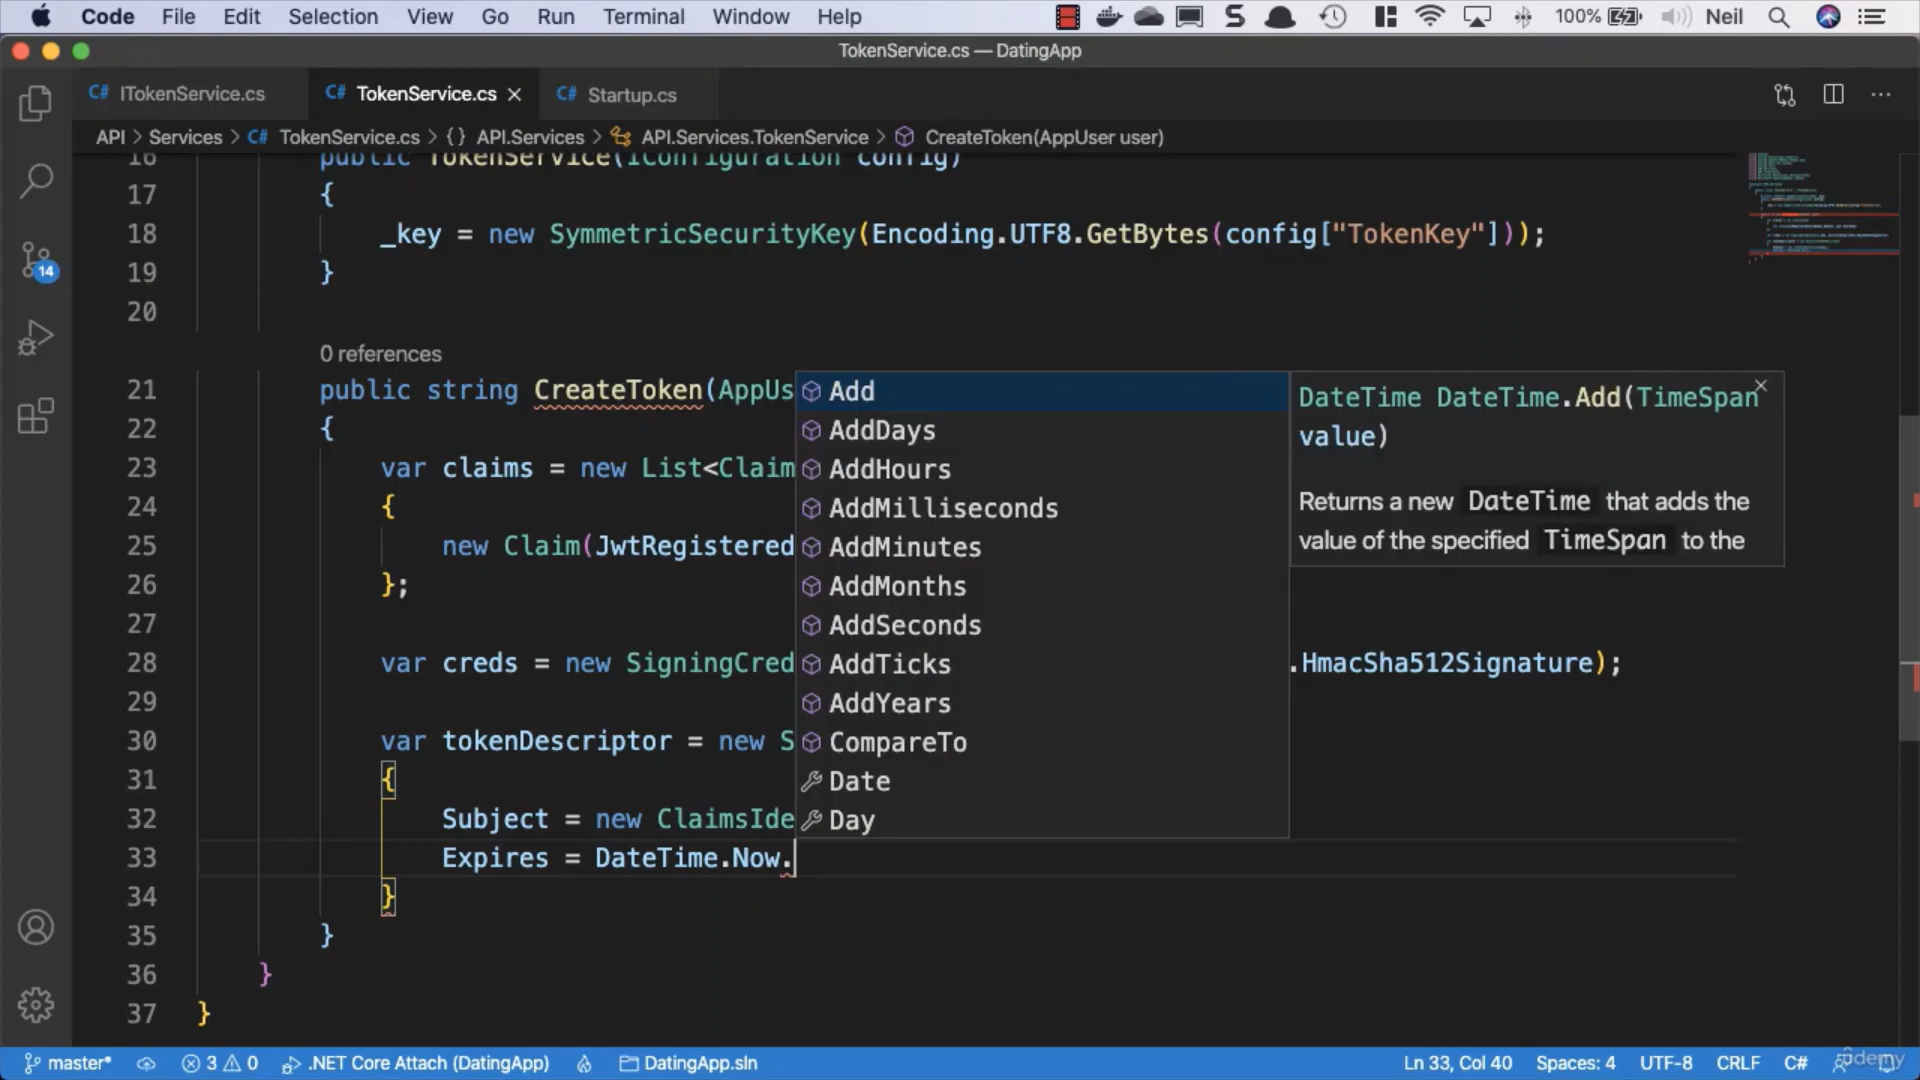 Code File Edit Selection View Go Run Terminal Window Help 100% Neil
TokenService.cs — DatingApp
C# ITokenService.cs C# TokenService.cs C# Startup.cs
API > Services > C# TokenService.cs > {} API.Services > API.Services.TokenService > CreateToken(AppUser user)
16 public TokenService(IConfiguration config)
17 {
18 _key = new SymmetricSecurityKey(Encoding.UTF8.GetBytes(config["TokenKey"]));
19 }
20
0 references
21 public string CreateToken(AppUs
22 {
23 var claims = new List<Claim
24 {
25 new Claim(JwtRegistered
26 };
27
28 var creds = new SigningCred .HmacSha512Signature);
29
30 var tokenDescriptor = new S
31 {
32 Subject = new ClaimsIde
33 Expires = DateTime.Now.
34 }
35 }
36 }
37 }
Add
AddDays
AddHours
AddMilliseconds
AddMinutes
AddMonths
AddSeconds
AddTicks
AddYears
CompareTo
Date
Day
DateTime DateTime.Add(TimeSpan
value)
Returns a new DateTime that adds the
value of the specified TimeSpan to the
14
master* 3 0 .NET Core Attach (DatingApp) DatingApp.sln Ln 33, Col 40 Spaces: 4 UTF-8 CRLF C#
udemy